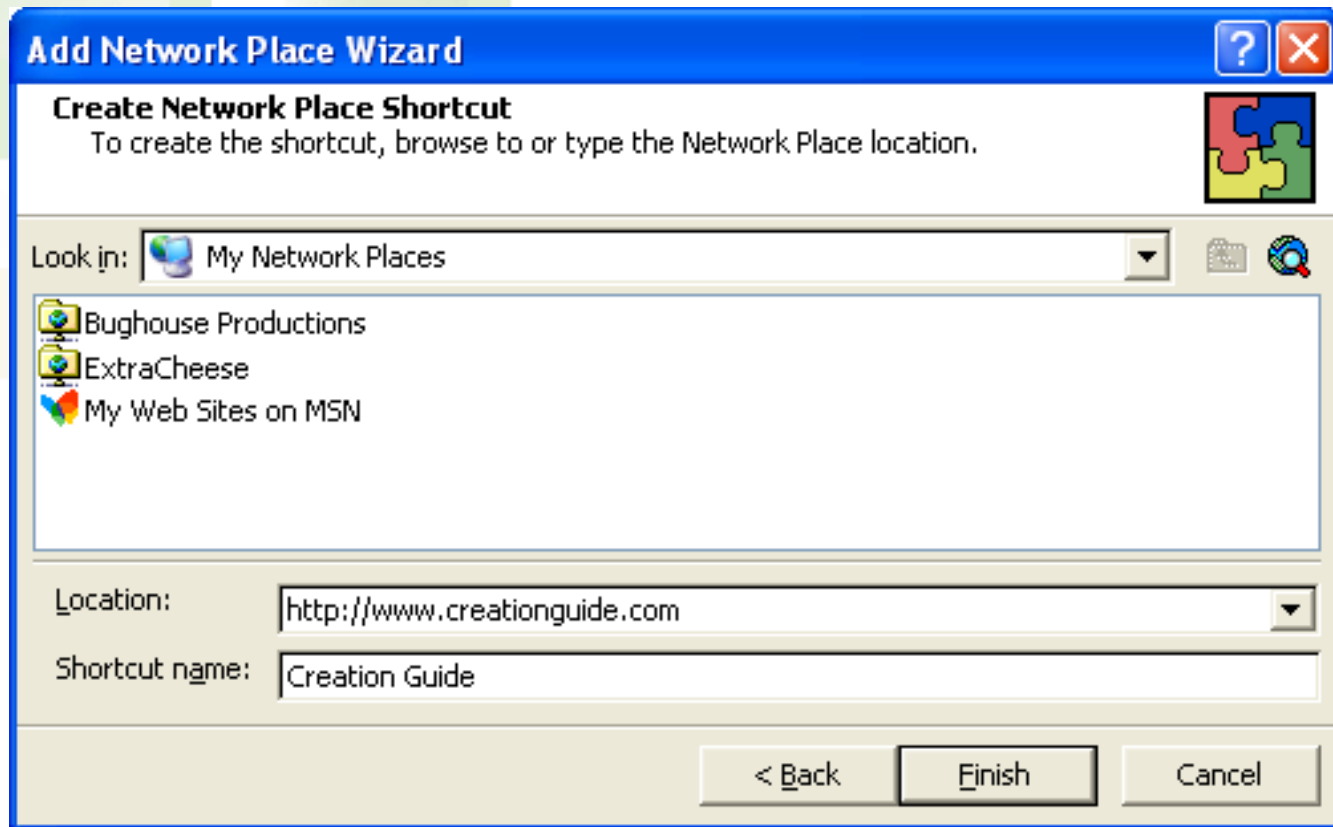 Add Network Place Wizard
Create Network Place Shortcut
To create the shortcut, browse to or type the Network Place location.
Look in: My Network Places
Bughouse Productions
ExtraCheese
My Web Sites on MSN
Location: http://www.creationguide.com
Shortcut name: Creation Guide
< Back Finish Cancel